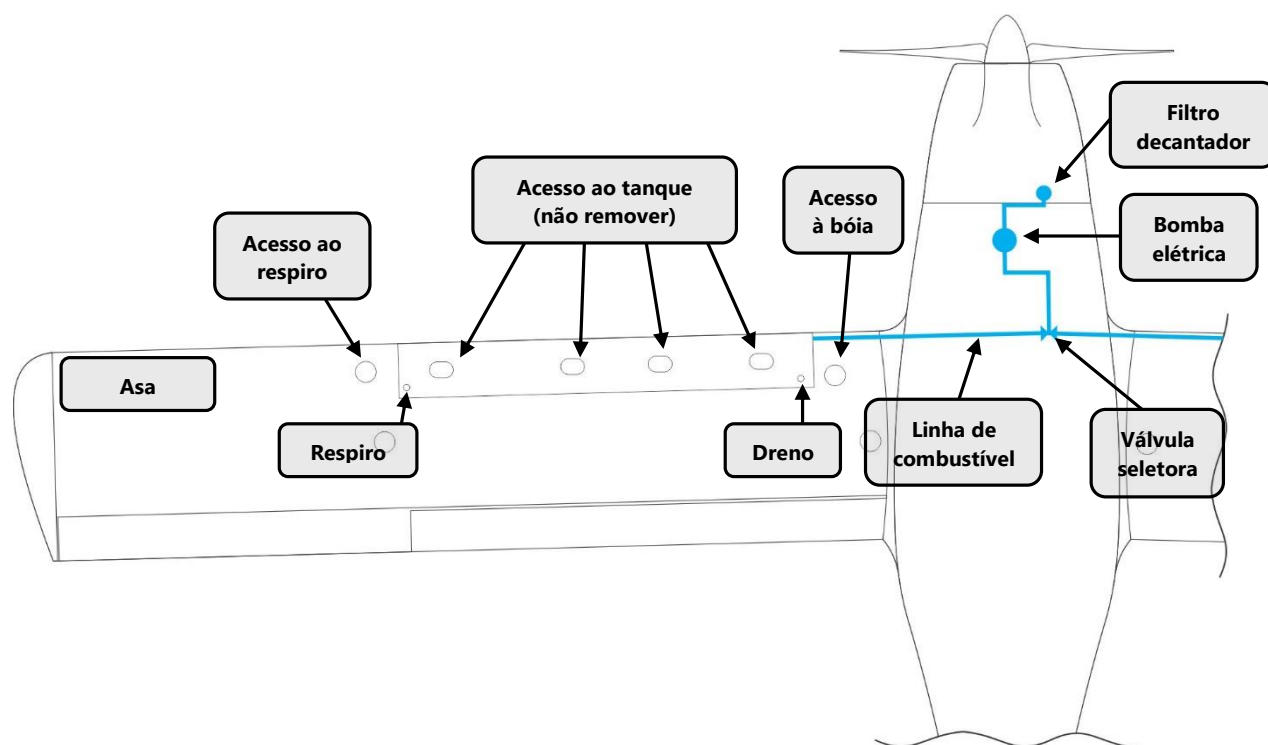 Filtro
decantador
Acesso ao tanque
(não remover)
Acesso
à bóia
Bomba
elétrica
Acesso ao
respiro
Asa
Respiro
Dreno
Linha de
combustível
Válvula
seletora